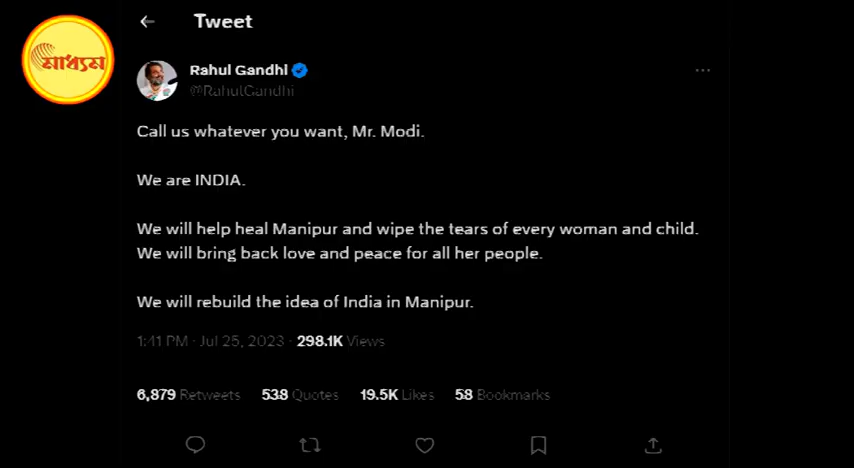 মাধ্যম
Tweet
Rahul Gandhi
@RahulGandhi
Call us whatever you want, Mr. Modi.
We are INDIA.
We will help heal Manipur and wipe the tears of every woman and child.
We will bring back love and peace for all her people.
We will rebuild the idea of India in Manipur.
1:41 PM · Jul 25, 2023 · 298.1K Views
6,879 Retweets 538 Quotes 19.5K Likes 58 Bookmarks